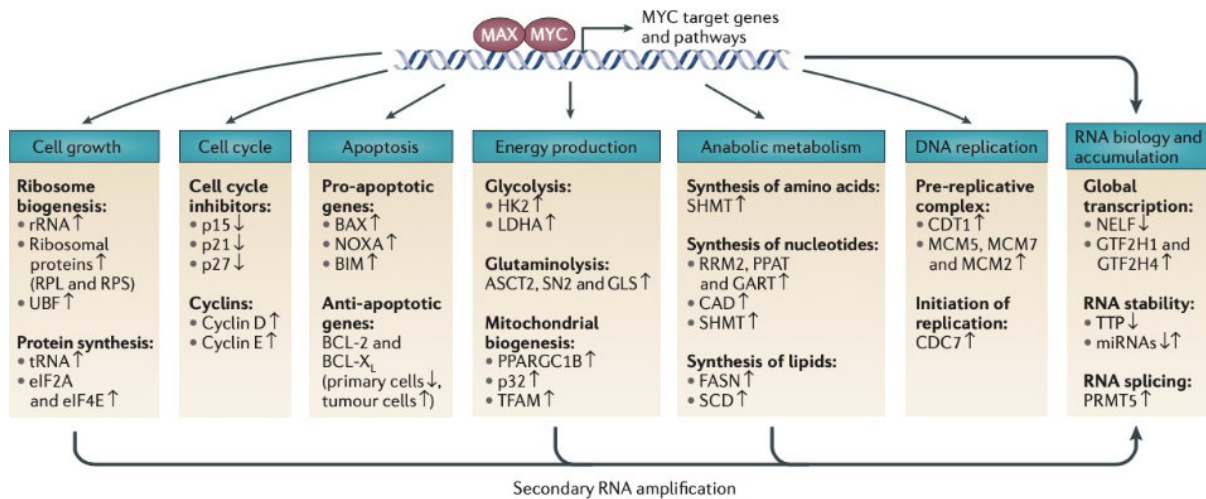 MAX MYC
MYC target genes
and pathways
Cell growth
Ribosome
biogenesis:
• rRNA↑
• Ribosomal
proteins↑
(RPL and RPS)
• UBF↑
Protein synthesis:
• tRNA↑
• eIF2A
and eIF4E↑
Cell cycle
Cell cycle
inhibitors:
• p15↓
• p21↓
• p27↓
Cyclins:
• Cyclin D↑
• Cyclin E↑
Apoptosis
Pro-apoptotic
genes:
• BAX↑
• NOXA↑
• BIM↑
Anti-apoptotic
genes:
BCL-2 and
BCL-XL
(primary cells↓,
tumour cells↑)
Energy production
Glycolysis:
• HK2↑
• LDHA↑
Glutaminolysis:
ASCT2, SN2 and GLS↑
Mitochondrial
biogenesis:
• PPARGC1B↑
• p32↑
• TFAM↑
Anabolic metabolism
Synthesis of amino acids:
SHMT↑
Synthesis of nucleotides:
• RRM2, PPAT
and GART↑
• CAD↑
• SHMT↑
Synthesis of lipids:
• FASN↑
• SCD↑
DNA replication
Pre-replicative
complex:
• CDT1↑
• MCM5, MCM7
and MCM2↑
Initiation of
replication:
CDC7↑
RNA biology and
accumulation
Global
transcription:
• NELF↓
• GTF2H1 and
GTF2H4↑
RNA stability:
• TTP↓
• miRNAs↓↑
RNA splicing:
PRMT5↑
Secondary RNA amplification